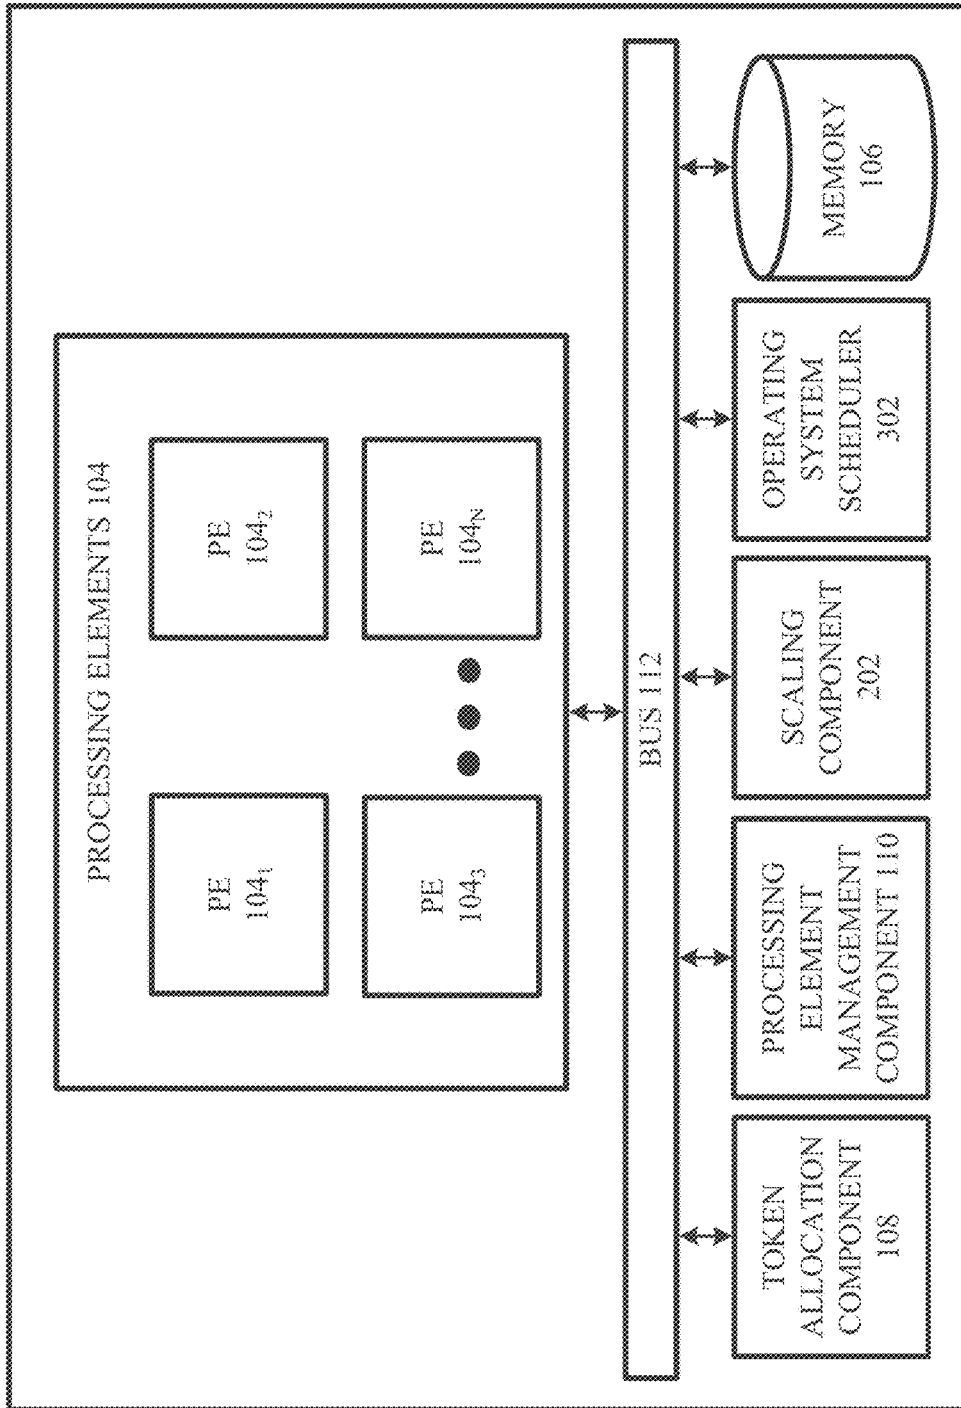 PROCESSING ELEMENTS 104
PE
104₁
PE
104₂
PE
104₃
PE
104_N
BUS 112
TOKEN
ALLOCATION
COMPONENT
108
PROCESSING
ELEMENT
MANAGEMENT
COMPONENT 110
SCALING
COMPONENT
202
OPERATING
SYSTEM
SCHEDULER
302
MEMORY
106